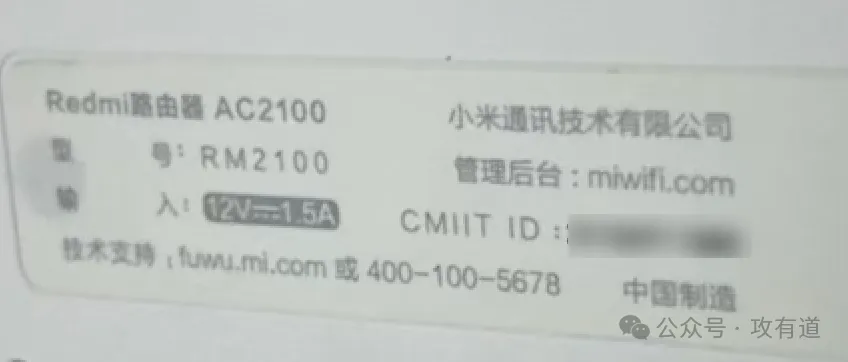 Redmi路由器 AC2100
小米通讯技术有限公司
型 号: RM2100
管理后台: miwifi.com
输 入: 12V⎓1.5A
CMIIT ID:
技术支持: fuwu.mi.com 或 400-100-5678
中国制造
公众号·攻有道